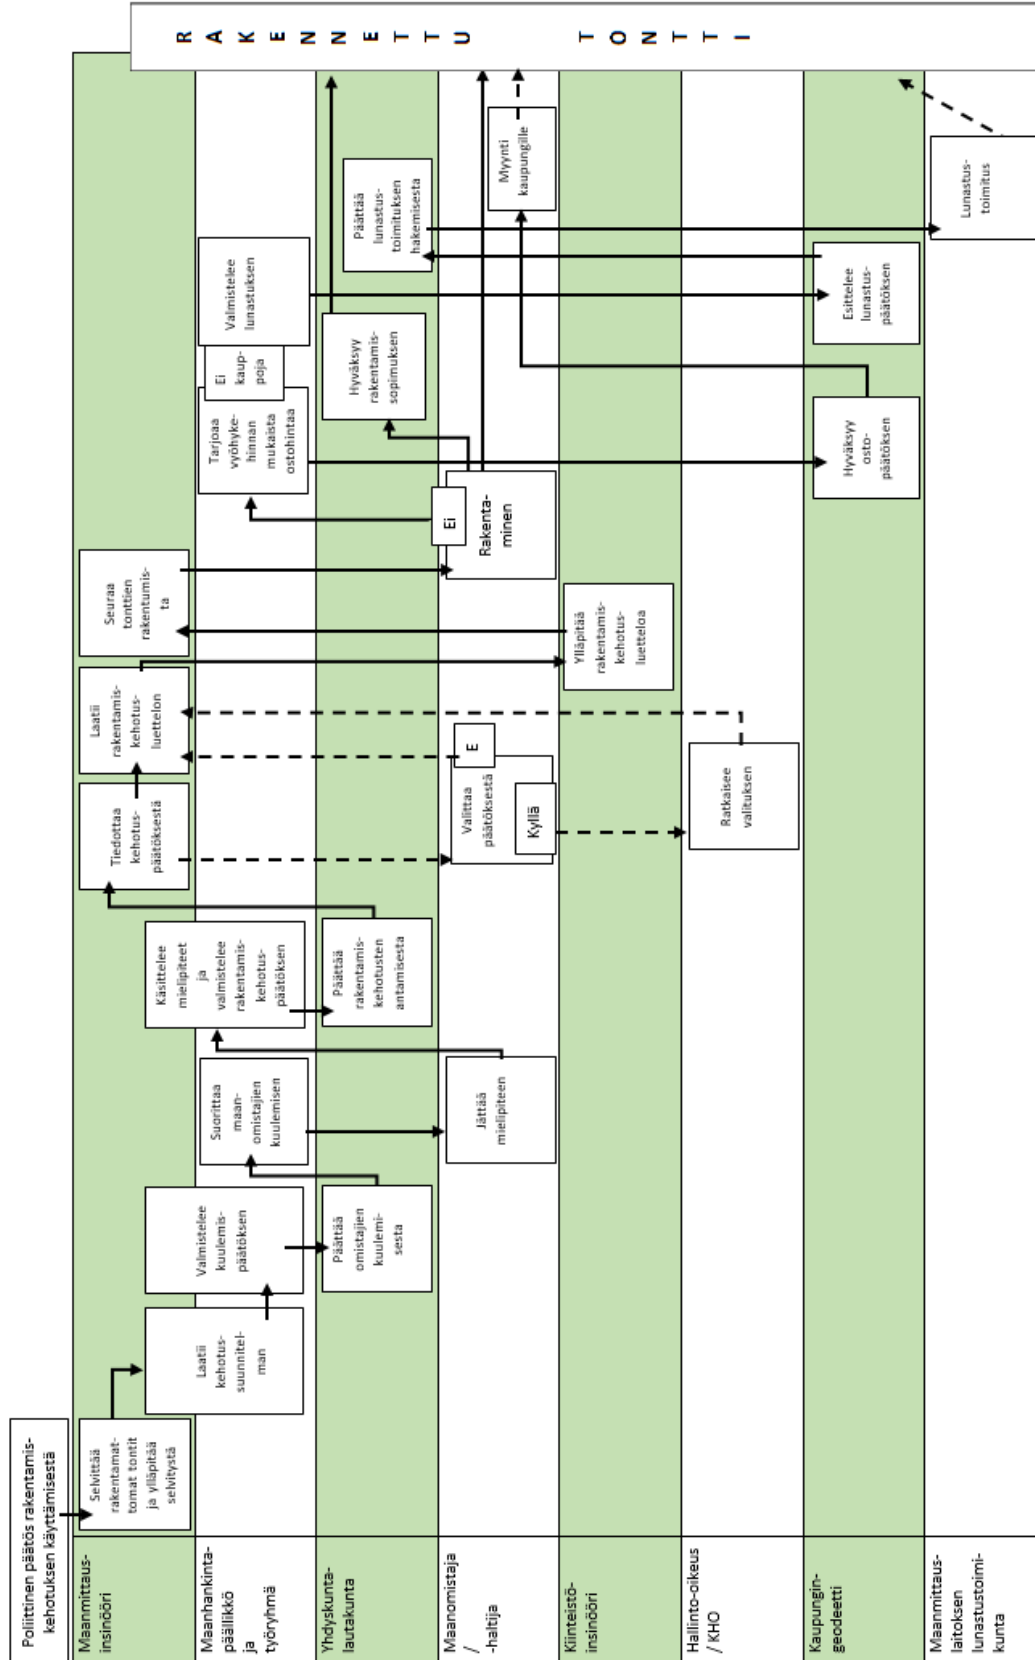 Poliittinen päätös rakentamis-
kehotuksen käyttämisestä
Maanmittaus-
insinööri
Selvittää
rakentamat-
tomat tontit
ja ylläpitää
selvitystä
Tiedottaa
kehotus-
päätöksestä
Laatii
rakentamis-
kehotus-
luettelon
Seuraa
tonttien
rakentumis-
ta
Maanhankinta-
päällikkö
ja
työryhmä
Laatii
kehotus-
suunnitel-
man
Valmistelee
kuulemis-
päätöksen
Suorittaa
maan-
omistajien
kuulemisen
Käsittelee
mielipiteet
ja
valmistelee
rakentamis-
kehotus-
päätöksen
Tarjoaa
vyöhyke-
hinnan
mukaista
ostohintaa
Ei
kaup-
poja
Valmistelee
lunastuksen
Yhdyskunta-
lautakunta
Päättää
omistajien
kuulemi-
sesta
Päättää
rakentamis-
kehotusten
antamisesta
Hyväksyy
rakentamis-
sopimuksen
Päättää
lunastus-
toimituksen
hakemisesta
Maanomistaja
/
-haltija
Jättää
mielipiteen
Valittaa
päätöksestä
Kyllä
E
Ei
Rakenta-
minen
Myynti
kaupungille
Kiinteistö-
insinööri
Ylläpitää
rakentamis-
kehotus-
luetteloa
Hallinto-oikeus
/ KHO
Ratkaisee
valituksen
Kaupungin-
geodeetti
Hyväksyy
osto-
päätöksen
Esittelee
lunastus-
päätöksen
Maanmittaus-
laitoksen
lunastustoimi-
kunta
Lunastus-
toimitus
R A K E N N E T T U T O N T T I